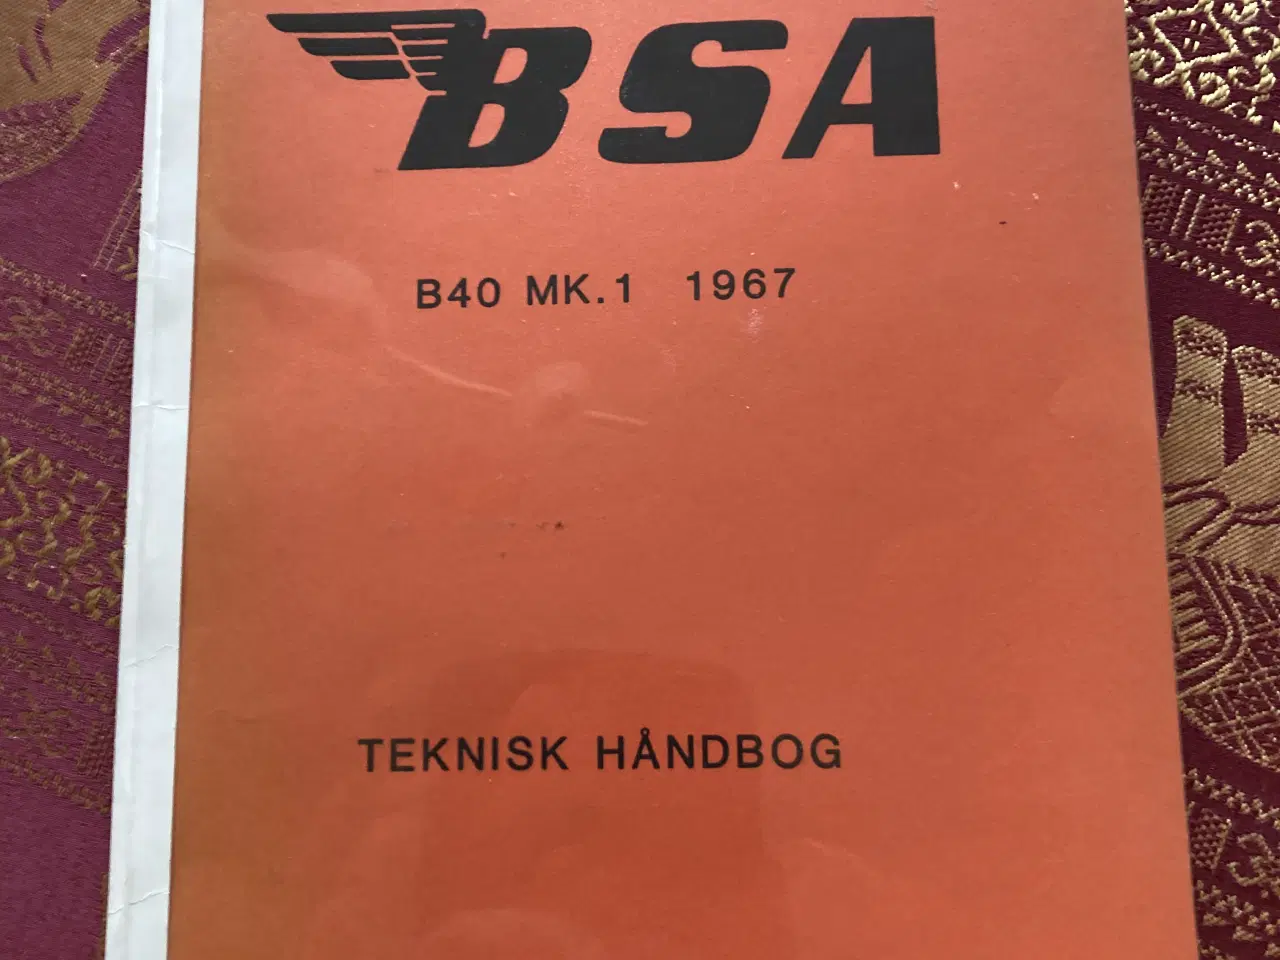 BSA
B40 MK.1 1967
TEKNISK HÅNDBOG